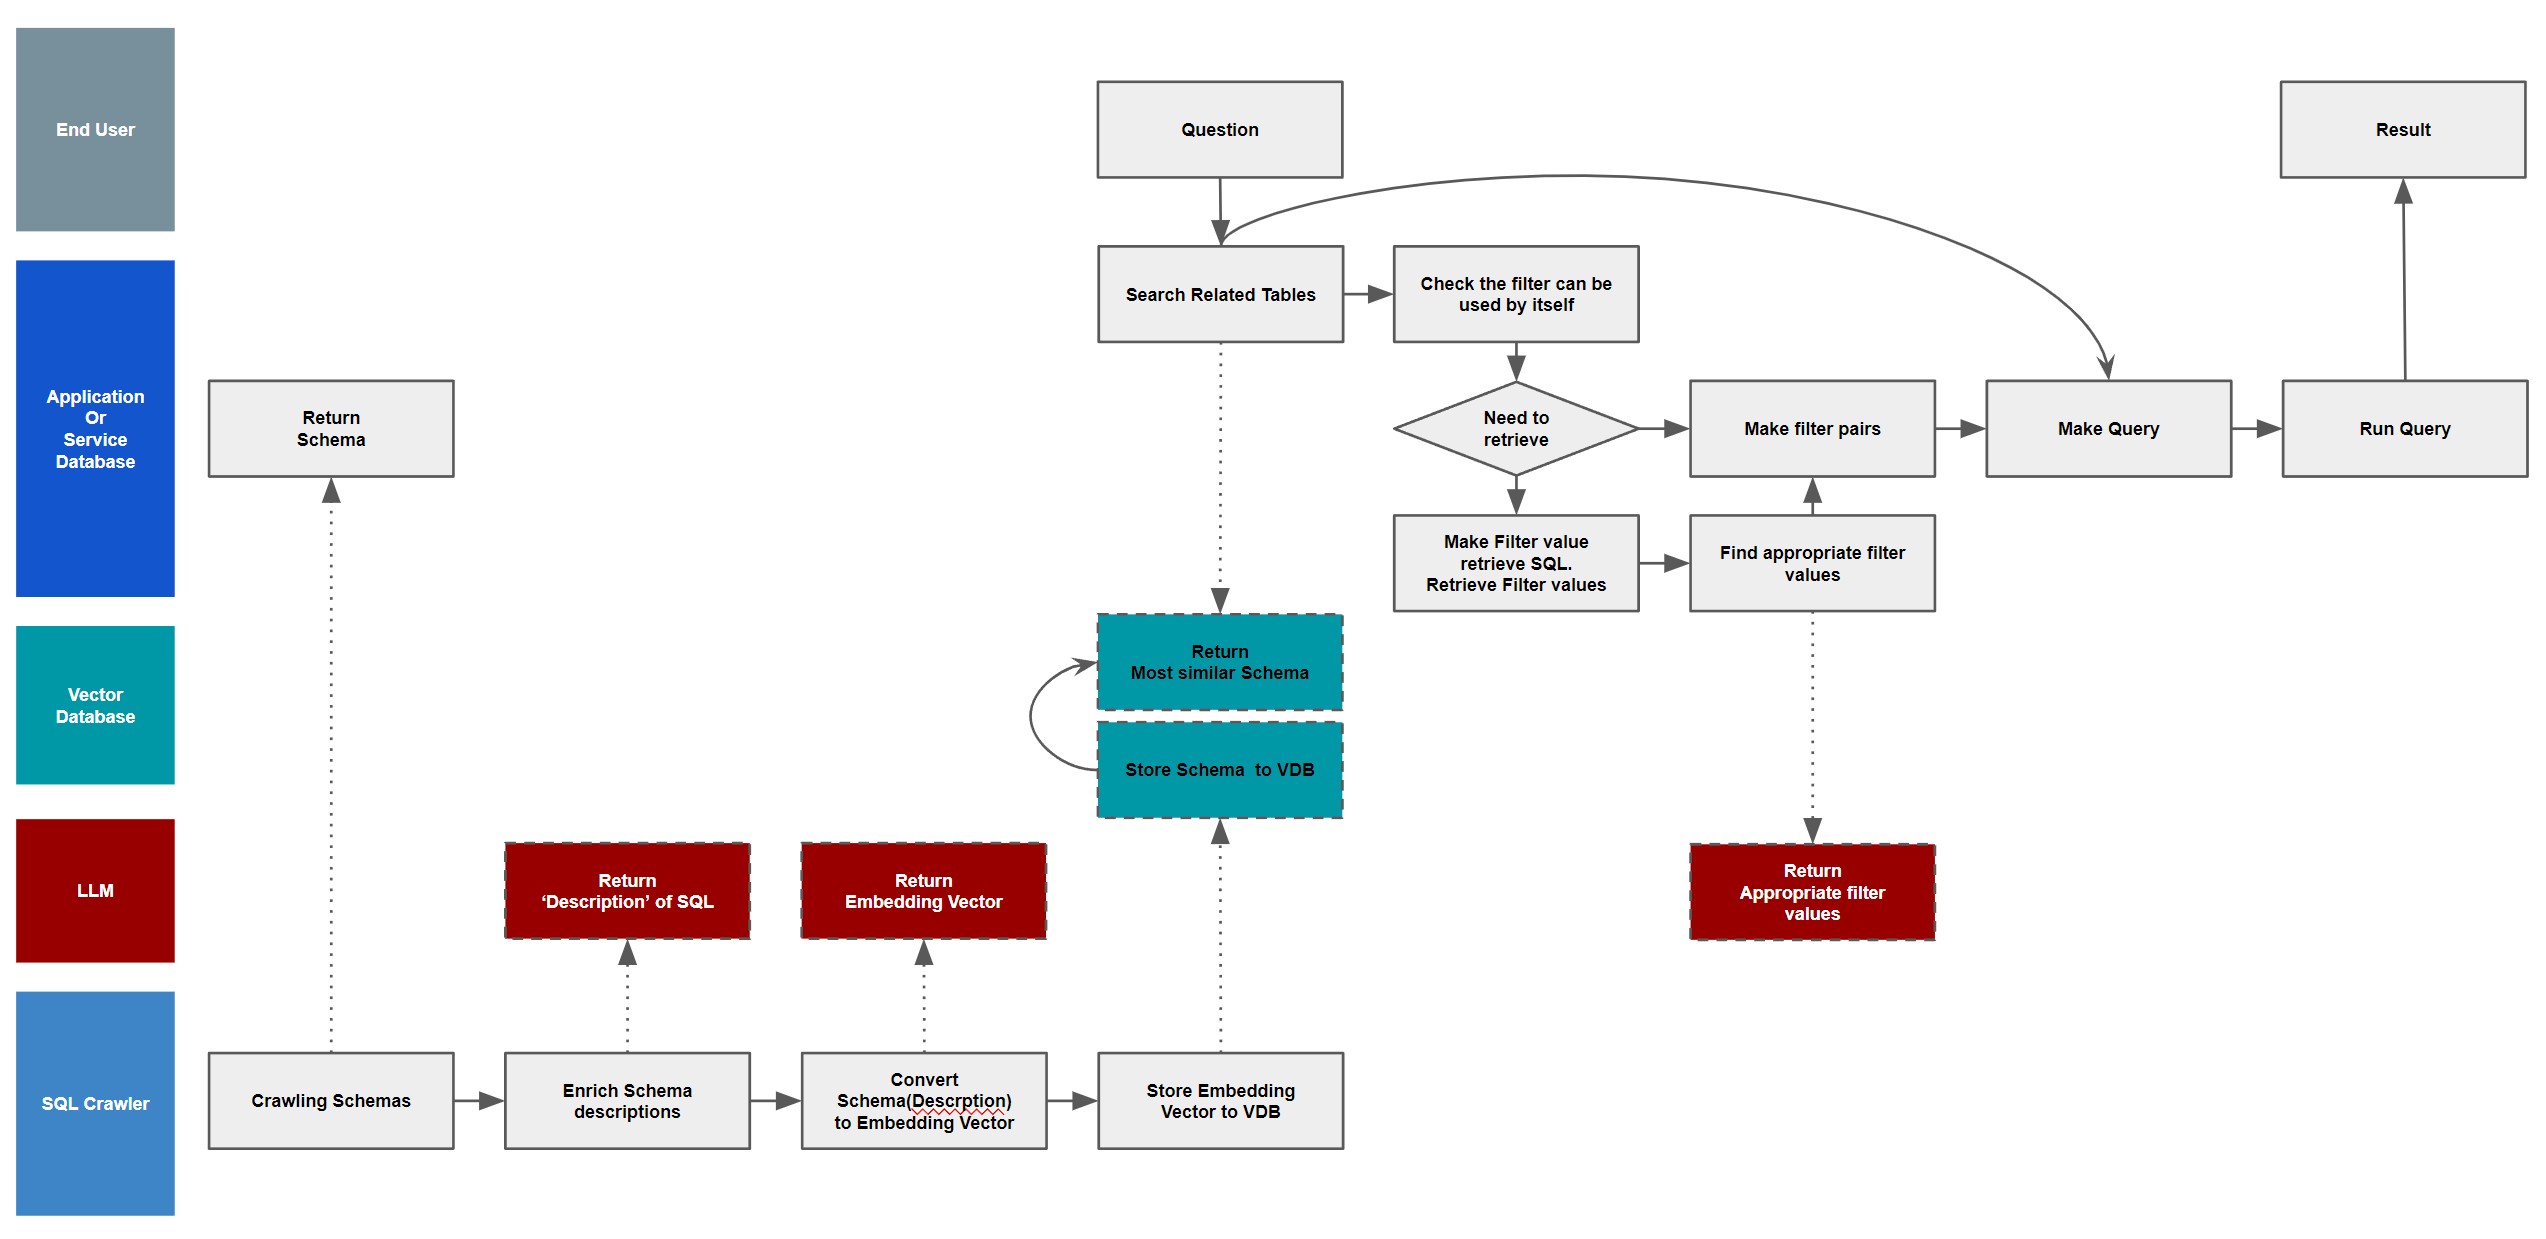 End User
Question
Result
Application
Or
Service
Database
Search Related Tables
Check the filter can be
used by itself
Return
Schema
Need to
retrieve
Make filter pairs
Make Query
Run Query
Make Filter value
retrieve SQL.
Retrieve Filter values
Find appropriate filter
values
Vector
Database
Return
Most similar Schema
Store Schema  to VDB
LLM
Return
‘Description’ of SQL
Return
Embedding Vector
Return
Appropriate filter
values
SQL Crawler
Crawling Schemas
Enrich Schema
descriptions
Convert
Schema(Descrption)
to Embedding Vector
Store Embedding
Vector to VDB